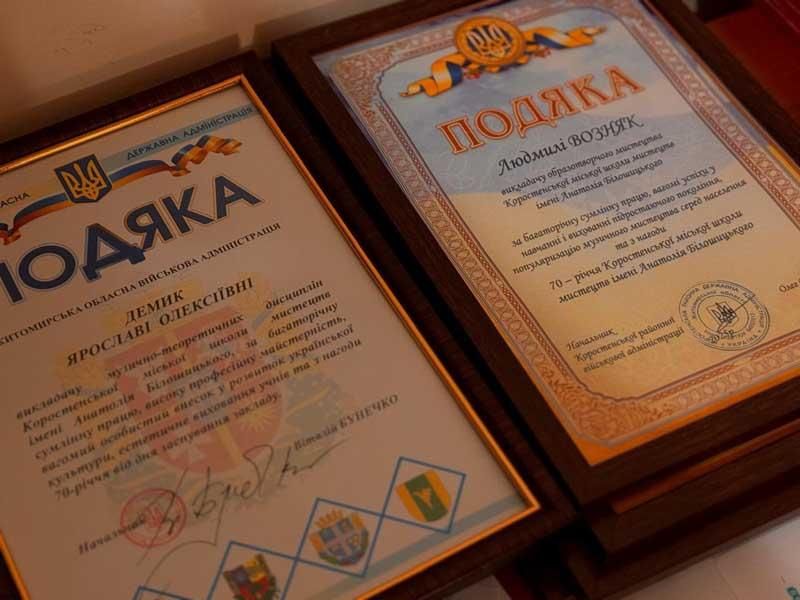 ДЕРЖАВНА АДМІНІСТРАЦІЯ
ПОДЯКА
ЖИТОМИРСЬКА ОБЛАСНА ВІЙСЬКОВА АДМІНІСТРАЦІЯ
ДЕМИК
ЯРОСЛАВІ ОЛЕКСІЇВНІ
викладачу музично-теоретичних дисциплін
Коростенської міської школи мистецтв
імені Анатолія Білошицького, за багаторічну
сумлінну працю, високу професійну майстерність,
вагомий особистий внесок у розвиток української
культури, естетичне виховання учнів та з нагоди
70-річчя від дня заснування закладу.
Начальник
Віталій БУНЕЧКО
ПОДЯКА
Людмилі ВОЗНЯК
викладачу образотворчого мистецтва
Коростенської міської школи мистецтв
імені Анатолія Білошицького
за багаторічну сумлінну працю, вагомі успіхи у
навчанні і вихованні підростаючого покоління,
популяризацію музичного мистецтва серед населення
та з нагоди
70 – річчя Коростенської міської школи
мистецтв імені Анатолія Білошицького
Начальник
Коростенської районної
військової адміністрації
Олег